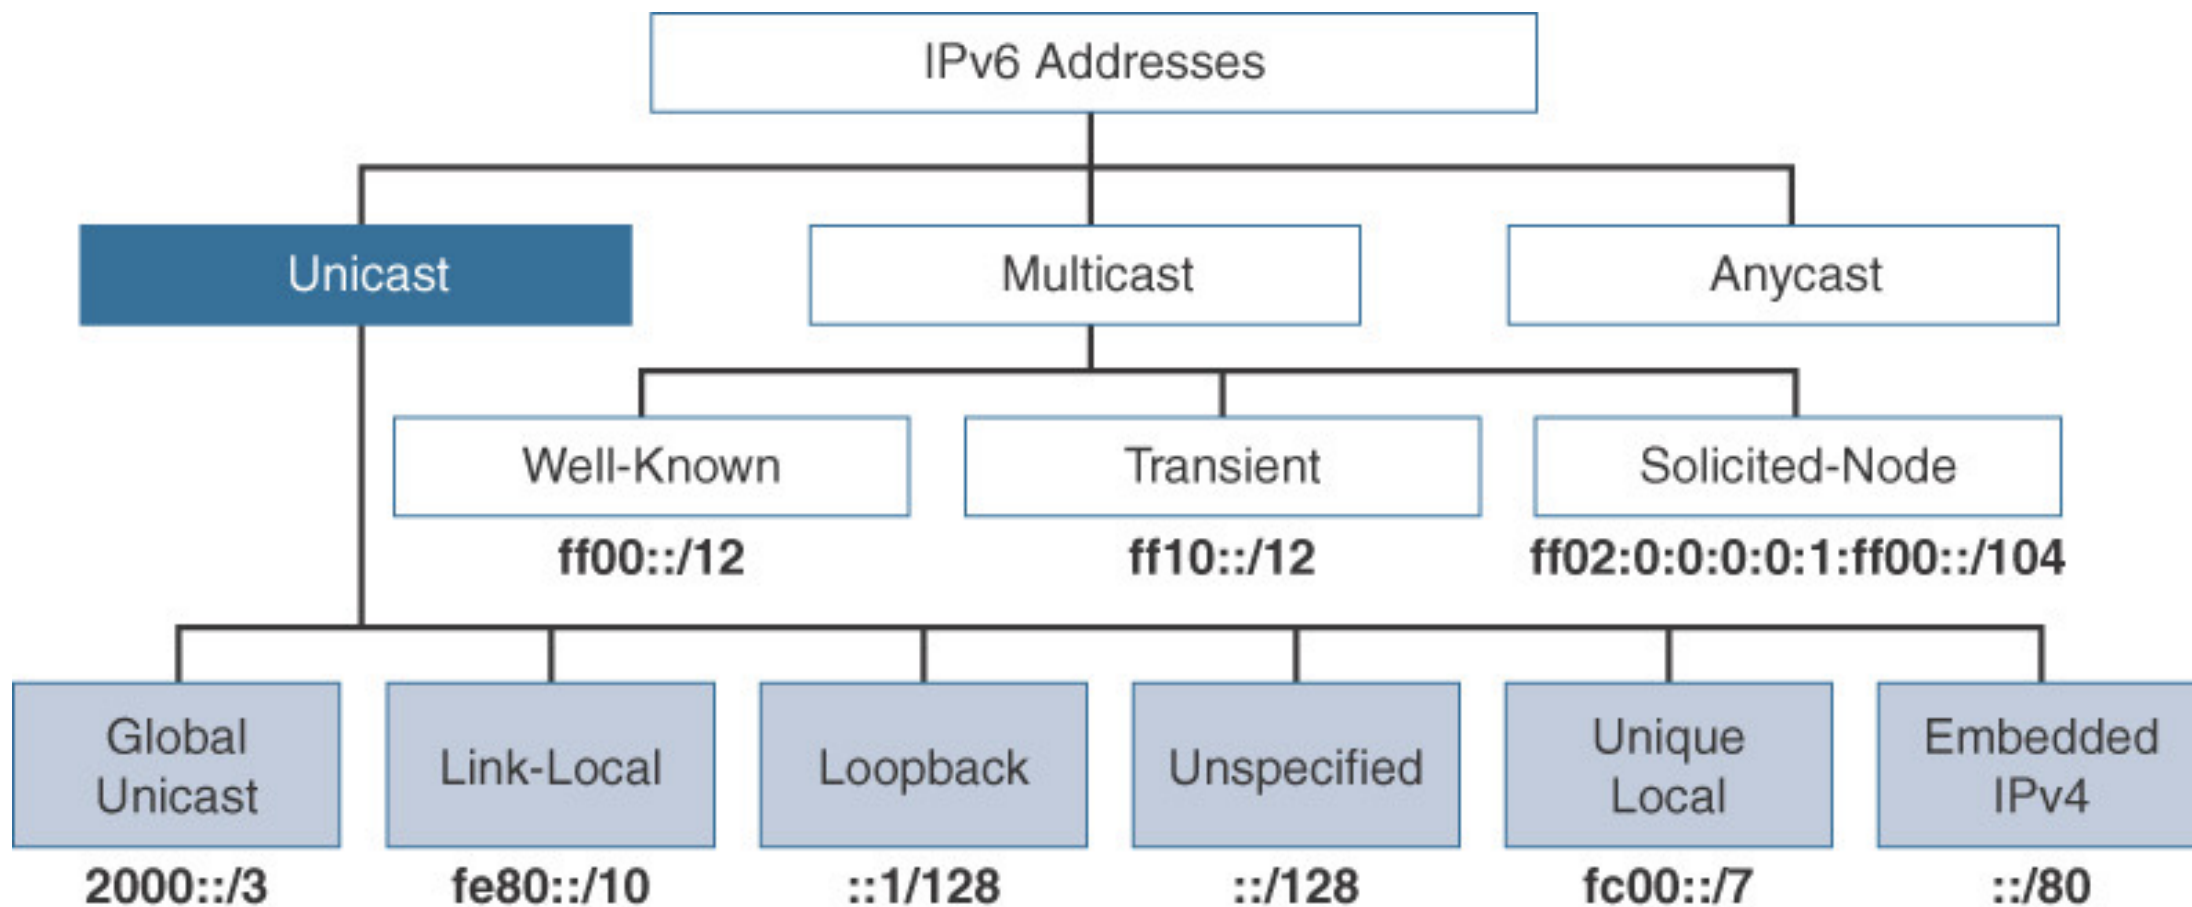 IPv6 Addresses
Unicast
Multicast
Anycast
Well-Known
Transient
Solicited-Node
ff00::/12
ff10::/12
ff02:0:0:0:0:1:ff00::/104
Global
Unicast
Link-Local
Loopback
Unspecified
Unique
Local
Embedded
IPv4
2000::/3
fe80::/10
::1/128
::/128
fc00::/7
::/80